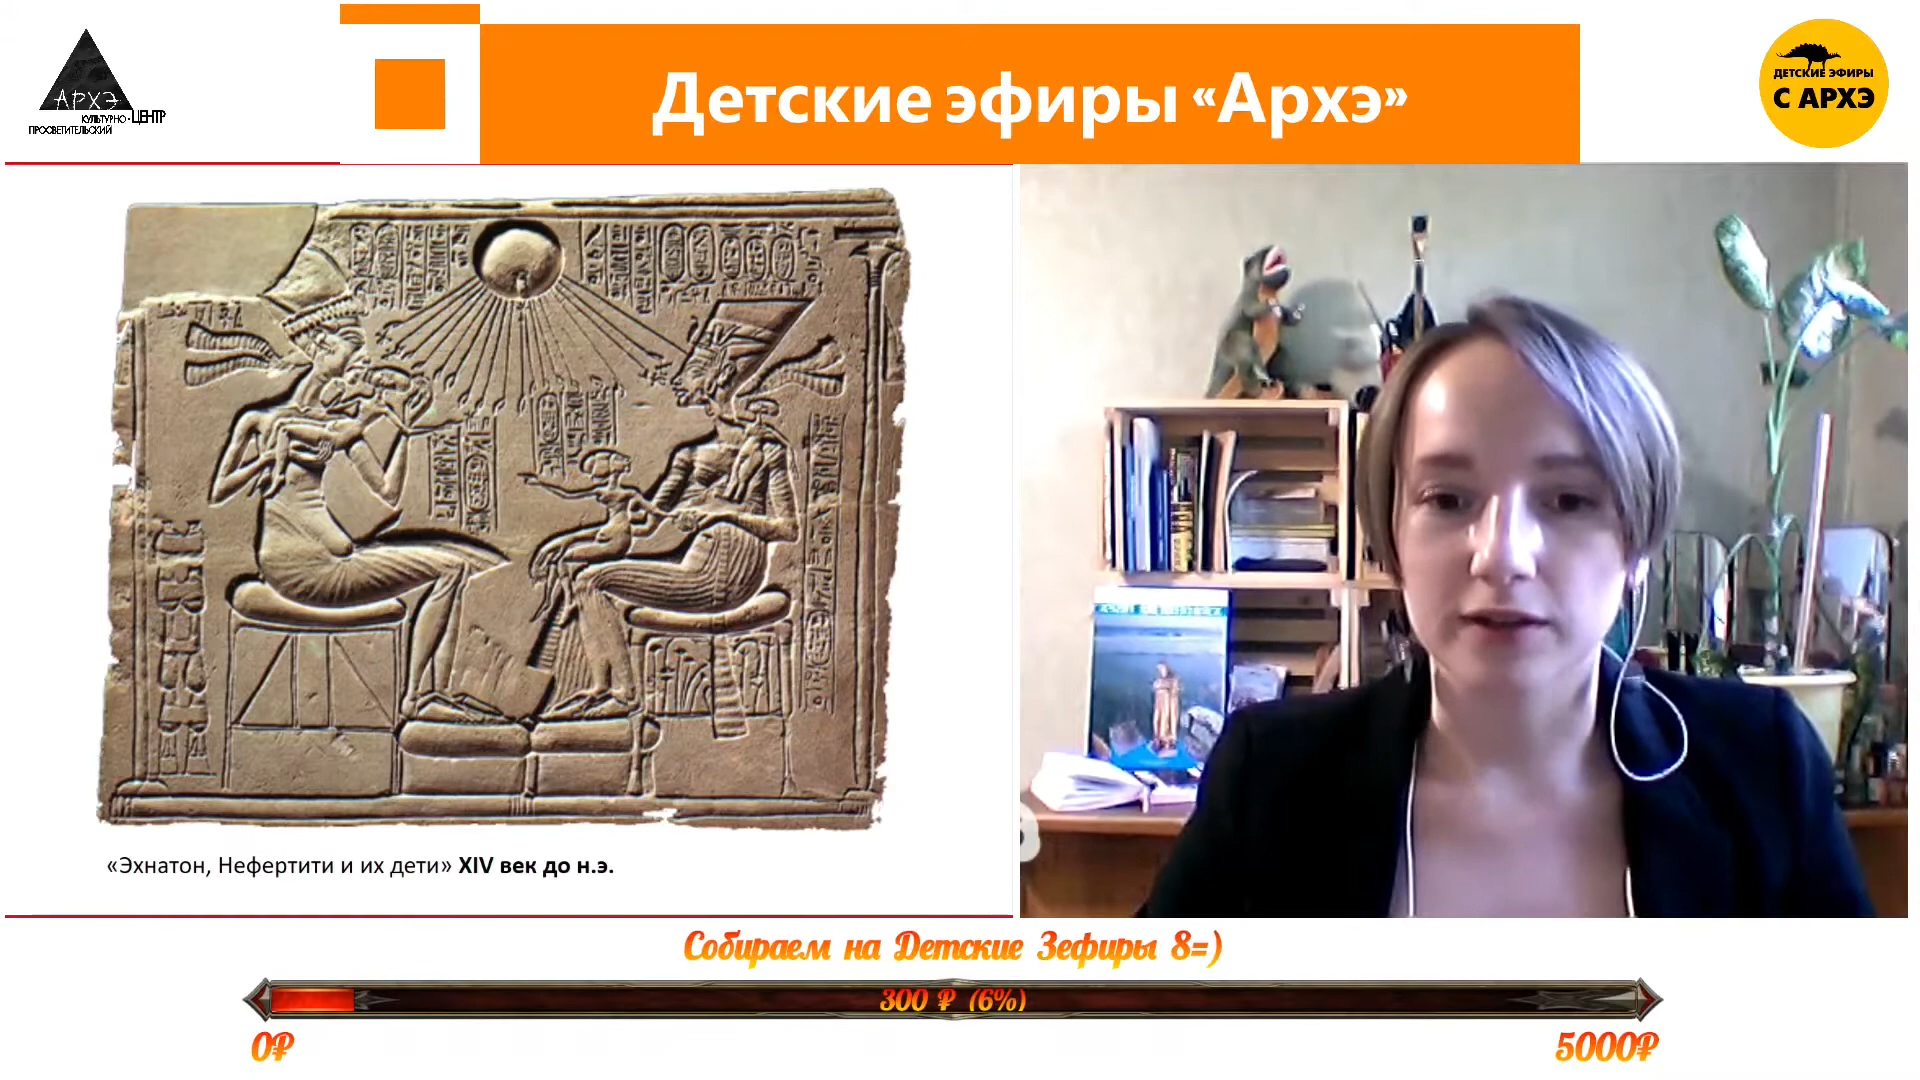 АРХЭ
КУЛЬТУРНО-
ЦЕНТР
ПРОСВЕТИТЕЛЬСКИЙ
Детские эфиры «Архэ»
ДЕТСКИЕ ЭФИРЫ
С АРХЭ
«Эхнатон, Нефертити и их дети» XIV век до н.э.
Собираем на Детские Зефиры 8=)
300 ₽ (6%)
0₽
5000₽